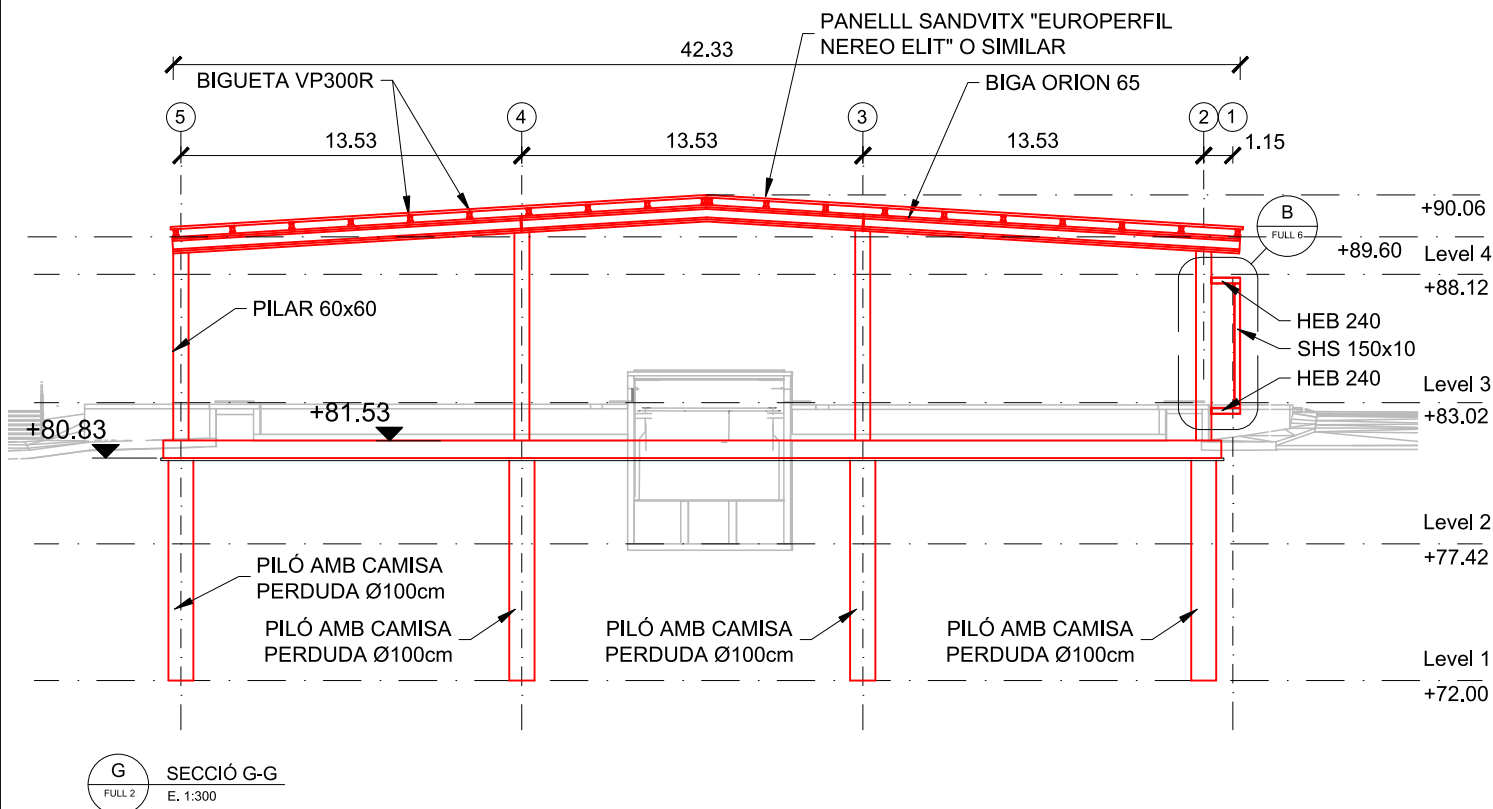 PANELLL SANDVITX "EUROPERFIL
NEREO ELIT" O SIMILAR
42.33
BIGUETA VP300R
BIGA ORION 65
5
4
3
2
1
13.53
13.53
13.53
1.15
+90.06
B
FULL 6
+89.60
Level 4
+88.12
PILAR 60x60
HEB 240
SHS 150x10
HEB 240
Level 3
+83.02
+81.53
+80.83
Level 2
+77.42
PILÓ AMB CAMISA
PERDUDA Ø100cm
PILÓ AMB CAMISA
PERDUDA Ø100cm
PILÓ AMB CAMISA
PERDUDA Ø100cm
PILÓ AMB CAMISA
PERDUDA Ø100cm
Level 1
+72.00
G
FULL 2
SECCIÓ G-G
E. 1:300